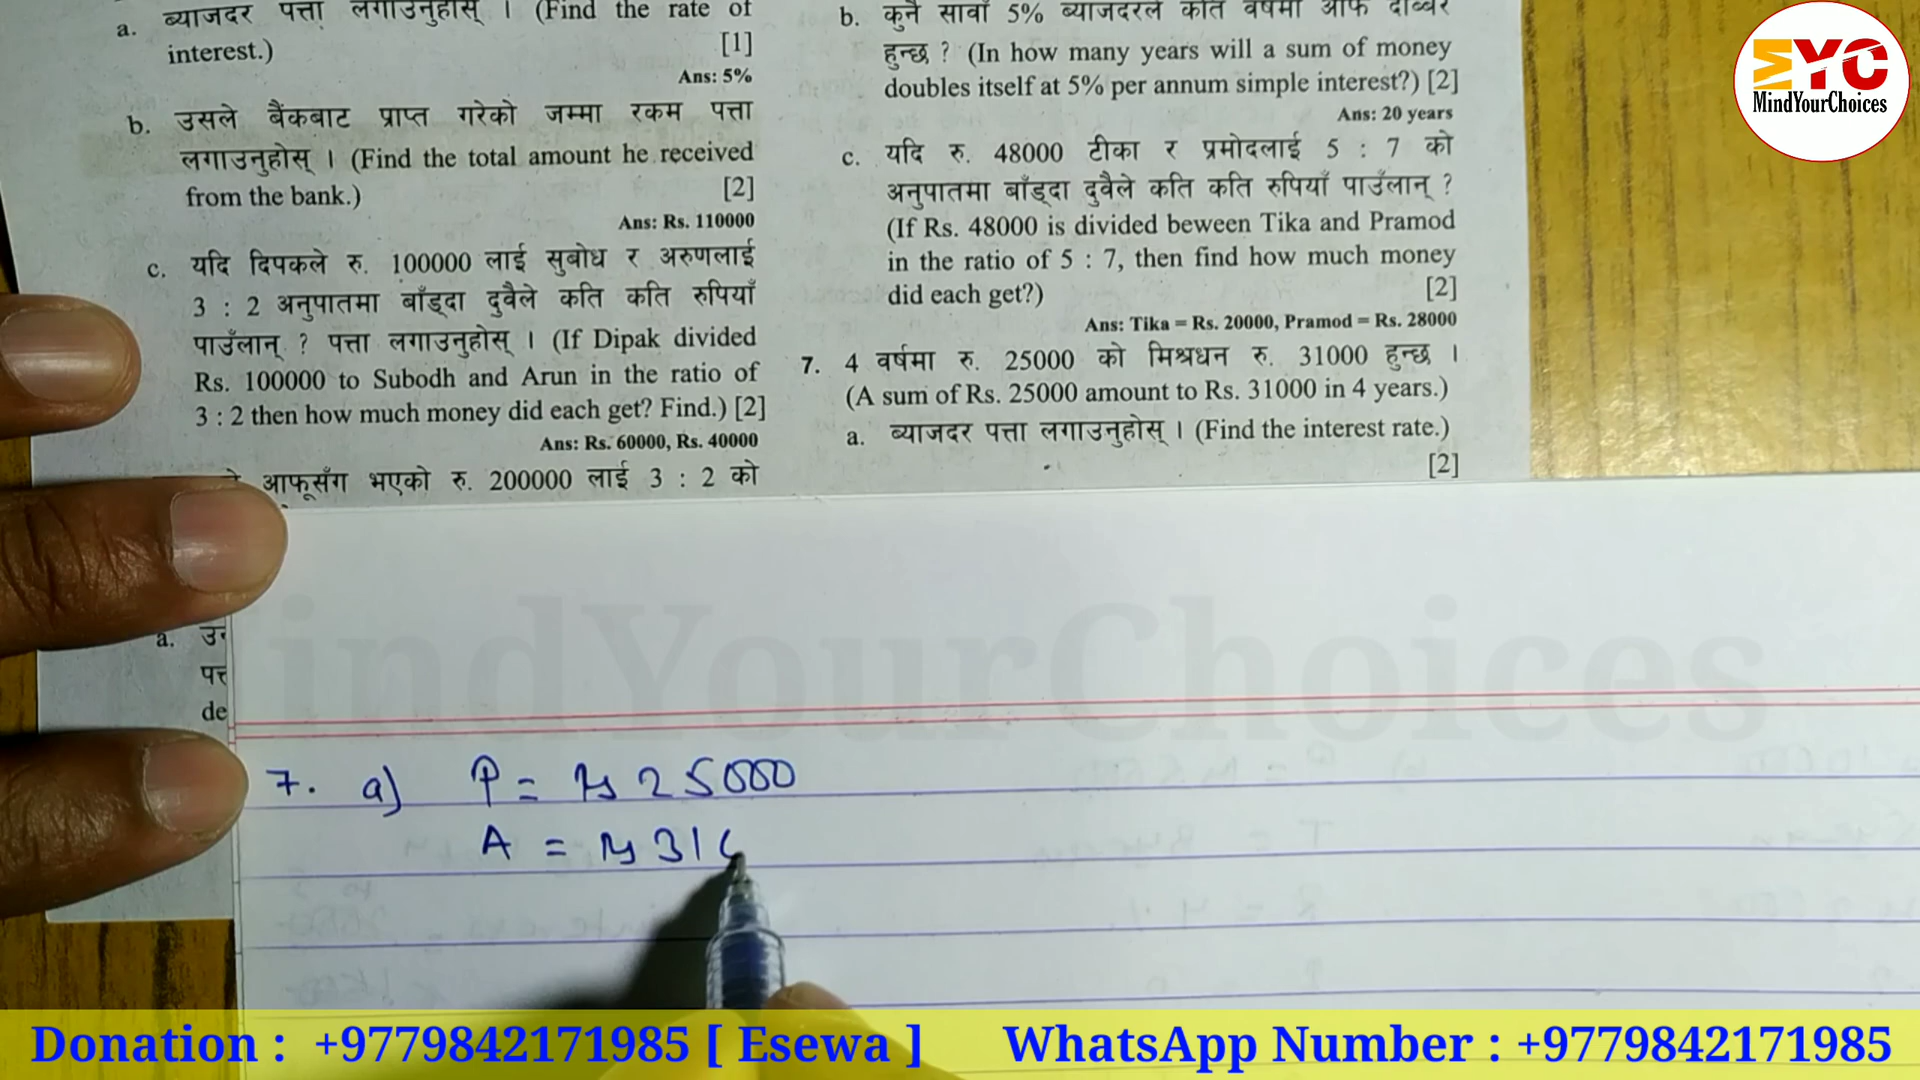 a. ब्याजदर पत्ता लगाउनुहोस् । (Find the rate of
interest.) [1]
Ans: 5%
b. उसले बैंकबाट प्राप्त गरेको जम्मा रकम पत्ता
लगाउनुहोस् । (Find the total amount he received
from the bank.) [2]
Ans: Rs. 110000
c. यदि दिपकले रु. 100000 लाई सुबोध र अरुणलाई
3 : 2 अनुपातमा बाँड्दा दुवैले कति कति रुपियाँ
पाउँलान् ? पत्ता लगाउनुहोस् । (If Dipak divided
Rs. 100000 to Subodh and Arun in the ratio of
3 : 2 then how much money did each get? Find.) [2]
Ans: Rs. 60000, Rs. 40000
आफूसँग भएको रु. 200000 लाई 3 : 2 को
a.
पत्त
de
b. कुनै सावाँ 5% ब्याजदरले कति वर्षमा आफै दोब्बर
हुन्छ ? (In how many years will a sum of money
doubles itself at 5% per annum simple interest?) [2]
Ans: 20 years
c. यदि रु. 48000 टीका र प्रमोदलाई 5 : 7 को
अनुपातमा बाँड्दा दुवैले कति कति रुपियाँ पाउँलान् ?
(If Rs. 48000 is divided beween Tika and Pramod
in the ratio of 5 : 7, then find how much money
did each get?) [2]
Ans: Tika = Rs. 20000, Pramod = Rs. 28000
7. 4 वर्षमा रु. 25000 को मिश्रधन रु. 31000 हुन्छ ।
(A sum of Rs. 25000 amount to Rs. 31000 in 4 years.)
a. ब्याजदर पत्ता लगाउनुहोस् । (Find the interest rate.)
[2]
MYC
MindYourChoices
indYourChoices
7. a) P = Rs 25000
A = Rs 31
Donation : +9779842171985 [ Esewa ] WhatsApp Number : +9779842171985